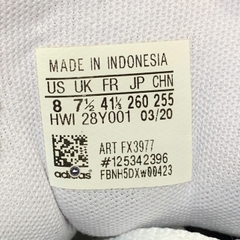 MADE IN INDONESIA
US UK FR JP CHN
8 7½ 41⅓ 260 255
HWI 28Y001 03/20
ART FX3977
#125342396
adidas FBNH5DXw00423